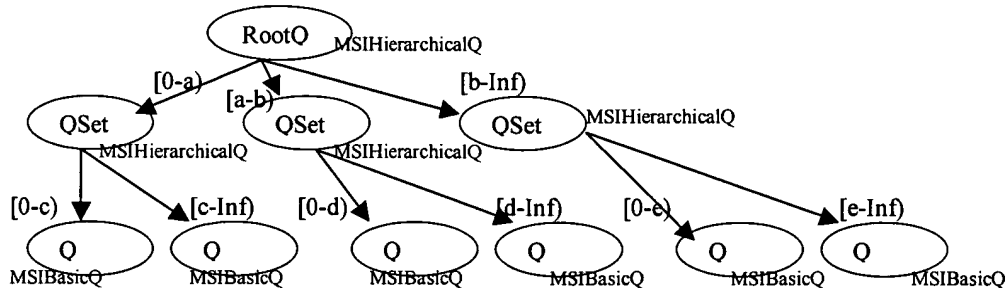 RootQ
MSIHierarchicalQ
[0-a)
[a-b)
[b-Inf)
QSet
MSIHierarchicalQ
QSet
MSIHierarchicalQ
QSet
MSIHierarchicalQ
[0-c)
[c-Inf)
[0-d)
[d-Inf)
[0-e)
[e-Inf)
Q
MSIBasicQ
Q
MSIBasicQ
Q
MSIBasicQ
Q
MSIBasicQ
Q
MSIBasicQ
Q
MSIBasicQ